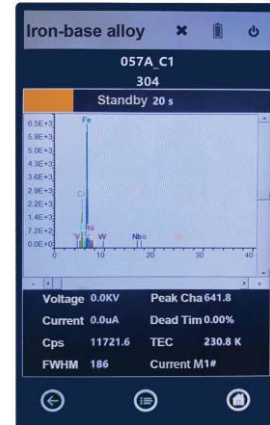 Iron-base alloy
057A_C1
304
Standby 20 s
6.5E+3
Fe
5.8E+3
5.0E+3
4.3E+3
3.6E+3
2.9E+3
2.2E+3
1.4E+3
7.2E+2
0.0E+0
V
W
Nb
0 10 20 30 40
Voltage 0.0KV Peak Cha 641.8
Current 0.0uA Dead Tim 0.00%
Cps 11721.6 TEC 230.8 K
FWHM 186 Current M1#